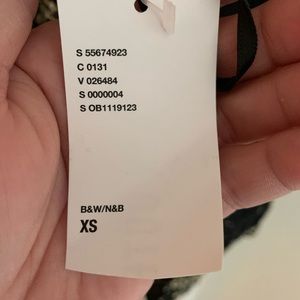 S 55674923
C 0131
V 026484
S 0000004
S OB1119123
B&W/N&B
XS